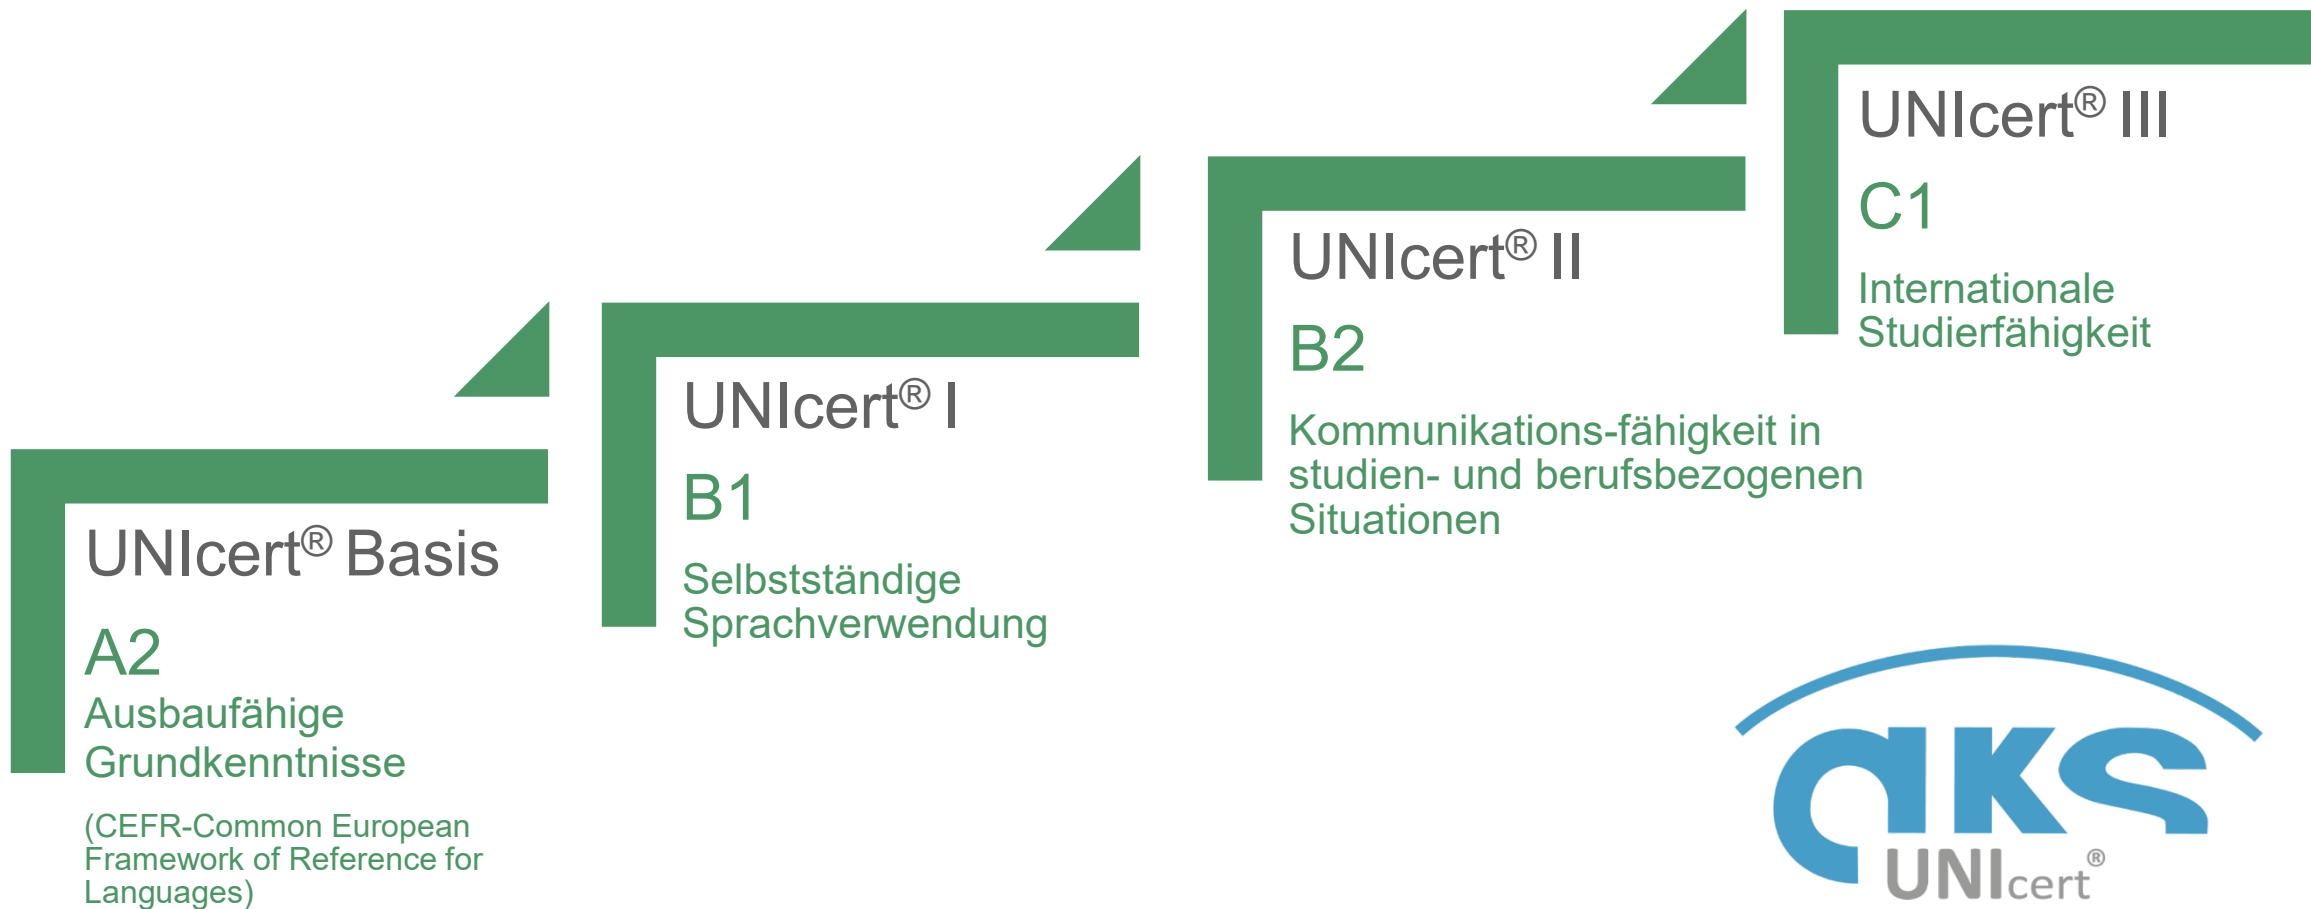 UNIcert® Basis
A2
Ausbaufähige
Grundkenntnisse
(CEFR-Common European
Framework of Reference for
Languages)
UNIcert® I
B1
Selbstständige
Sprachverwendung
UNIcert® II
B2
Kommunikations-fähigkeit in
studien- und berufsbezogenen
Situationen
UNIcert® III
C1
Internationale
Studierfähigkeit
aks
UNIcert®